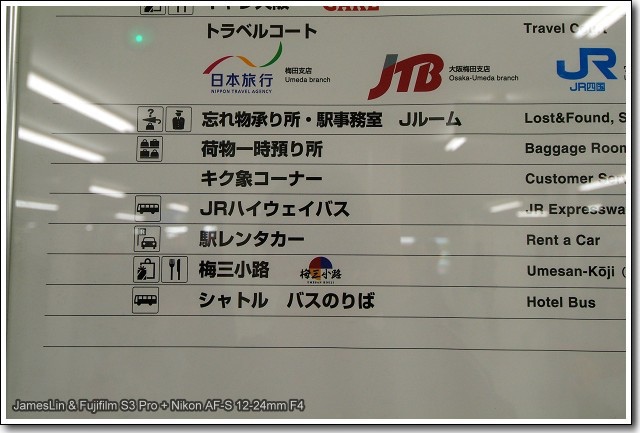 CAKE
トラベルコート Travel Court
日本旅行 梅田支店 JTB 大阪梅田支店 JR
NIPPON TRAVEL AGENCY Umeda branch Osaka-Umeda branch JR四国
忘れ物承り所・駅事務室 Jルーム Lost&Found, S
荷物一時預り所 Baggage Room
キク象コーナー Customer Ser
JRハイウェイバス JR Expresswa
駅レンタカー Rent a Car
梅三小路 梅三小路 Umesan-Kōji
シャトル バスのりば Hotel Bus
JamesLin & Fujifilm S3 Pro + Nikon AF-S 12-24mm F4